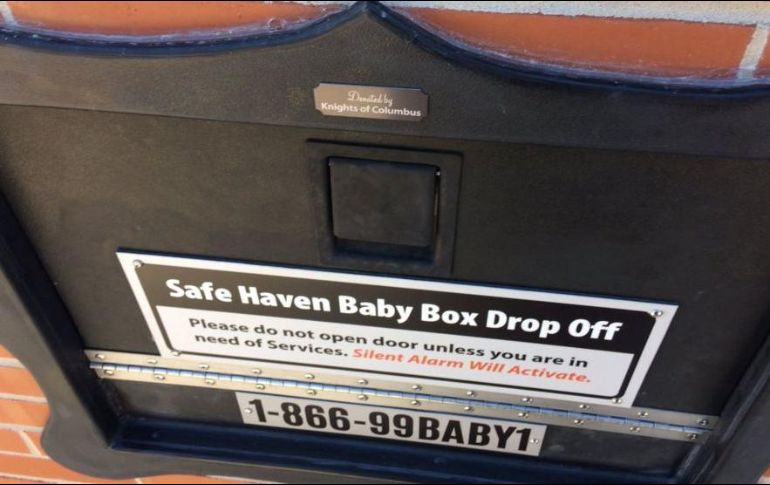 Donated by
Knights of Columbus
Safe Haven Baby Box Drop Off
Please do not open door unless you are in
need of Services. Silent Alarm Will Activate.
1-866-99BABY1